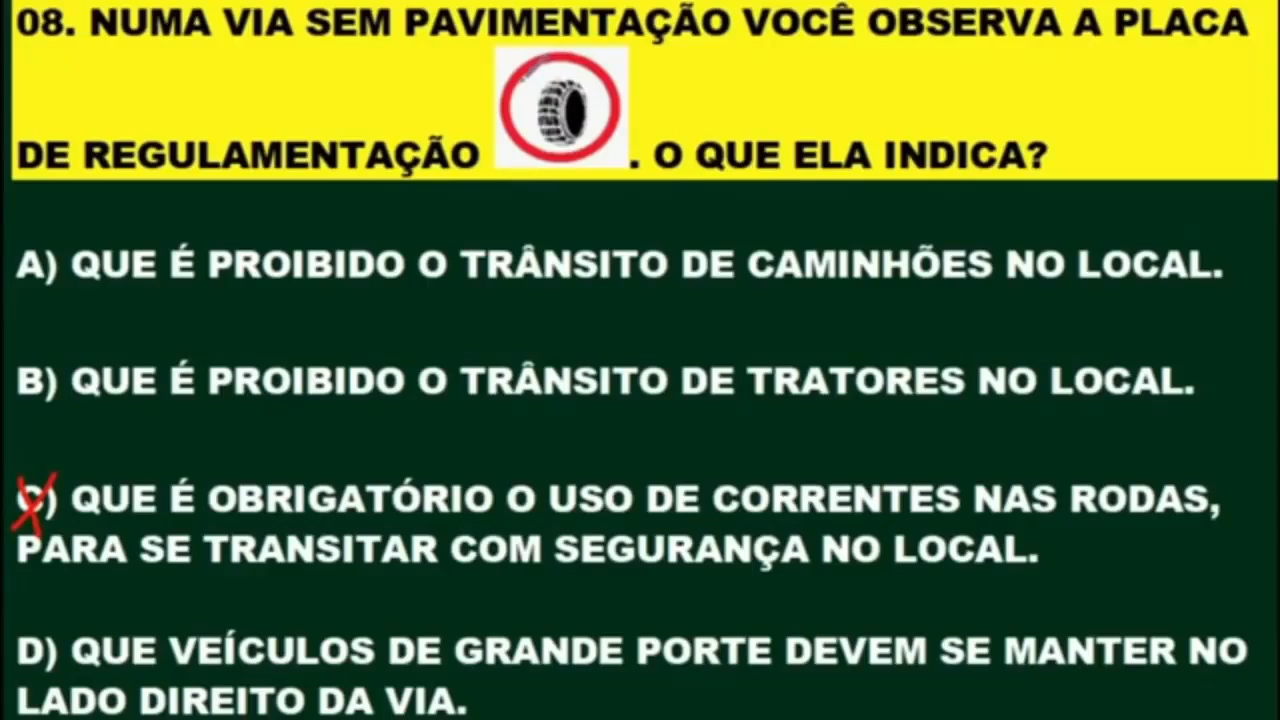 08. NUMA VIA SEM PAVIMENTAÇÃO VOCÊ OBSERVA A PLACA
DE REGULAMENTAÇÃO . O QUE ELA INDICA?
A) QUE É PROIBIDO O TRÂNSITO DE CAMINHÕES NO LOCAL.
B) QUE É PROIBIDO O TRÂNSITO DE TRATORES NO LOCAL.
C) QUE É OBRIGATÓRIO O USO DE CORRENTES NAS RODAS,
PARA SE TRANSITAR COM SEGURANÇA NO LOCAL.
D) QUE VEÍCULOS DE GRANDE PORTE DEVEM SE MANTER NO
LADO DIREITO DA VIA.